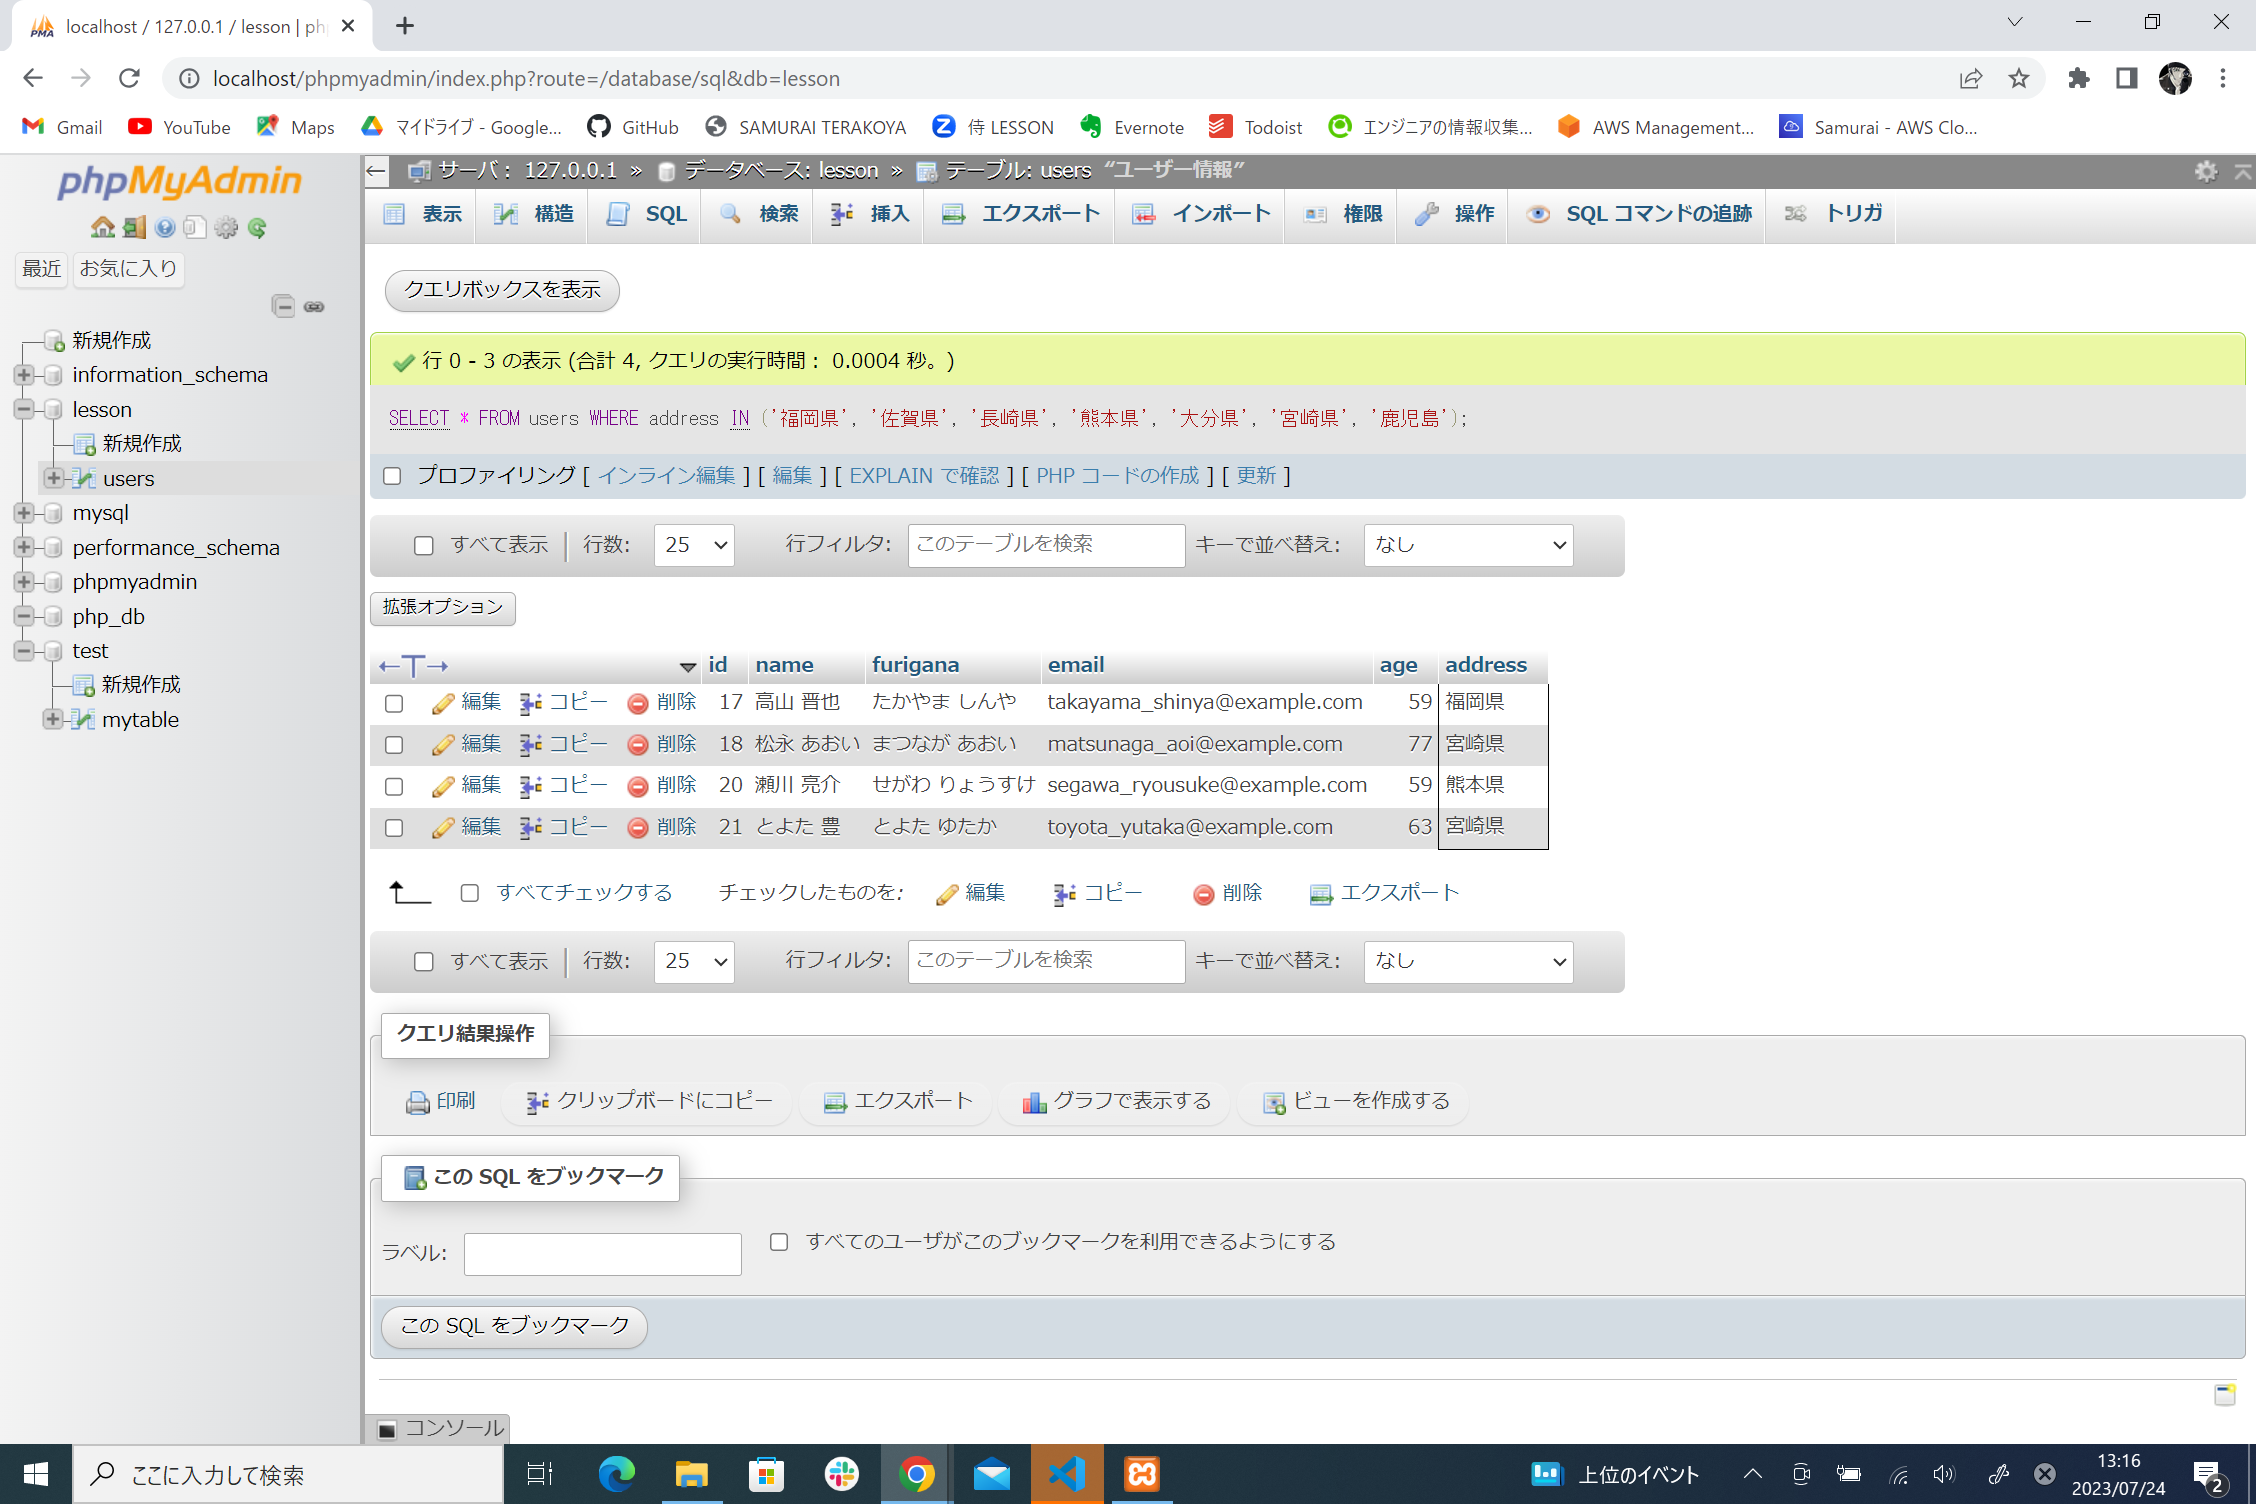 localhost / 127.0.0.1 / lesson | ph
localhost/phpmyadmin/index.php?route=/database/sql&db=lesson
Gmail YouTube Maps マイドライブ - Google... GitHub SAMURAI TERAKOYA 侍 LESSON Evernote Todoist エンジニアの情報収集... AWS Management... Samurai - AWS Clo...
phpMyAdmin
最近 お気に入り
新規作成
information_schema
lesson
新規作成
users
mysql
performance_schema
phpmyadmin
php_db
test
新規作成
mytable
サーバ: 127.0.0.1 » データベース: lesson » テーブル: users “ユーザー情報”
表示 構造 SQL 検索 挿入 エクスポート インポート 権限 操作 SQL コマンドの追跡 トリガ
クエリボックスを表示
行 0 - 3 の表示 (合計 4, クエリの実行時間: 0.0004 秒。)
SELECT * FROM users WHERE address IN ('福岡県', '佐賀県', '長崎県', '熊本県', '大分県', '宮崎県', '鹿児島');
プロファイリング [ インライン編集 ] [ 編集 ] [ EXPLAIN で確認 ] [ PHP コードの作成 ] [ 更新 ]
すべて表示 行数: 25 行フィルタ: このテーブルを検索 キーで並べ替え: なし
拡張オプション
←T→ id name furigana email age address
編集 コピー 削除 17 高山 晋也 たかやま しんや takayama_shinya@example.com 59 福岡県
編集 コピー 削除 18 松永 あおい まつなが あおい matsunaga_aoi@example.com 77 宮崎県
編集 コピー 削除 20 瀬川 亮介 せがわ りょうすけ segawa_ryousuke@example.com 59 熊本県
編集 コピー 削除 21 とよた 豊 とよた ゆたか toyota_yutaka@example.com 63 宮崎県
すべてチェックする チェックしたものを: 編集 コピー 削除 エクスポート
すべて表示 行数: 25 行フィルタ: このテーブルを検索 キーで並べ替え: なし
クエリ結果操作
印刷 クリップボードにコピー エクスポート グラフで表示する ビューを作成する
この SQL をブックマーク
ラベル: すべてのユーザがこのブックマークを利用できるようにする
この SQL をブックマーク
コンソール
ここに入力して検索
上位のイベント
13:16
2023/07/24
2